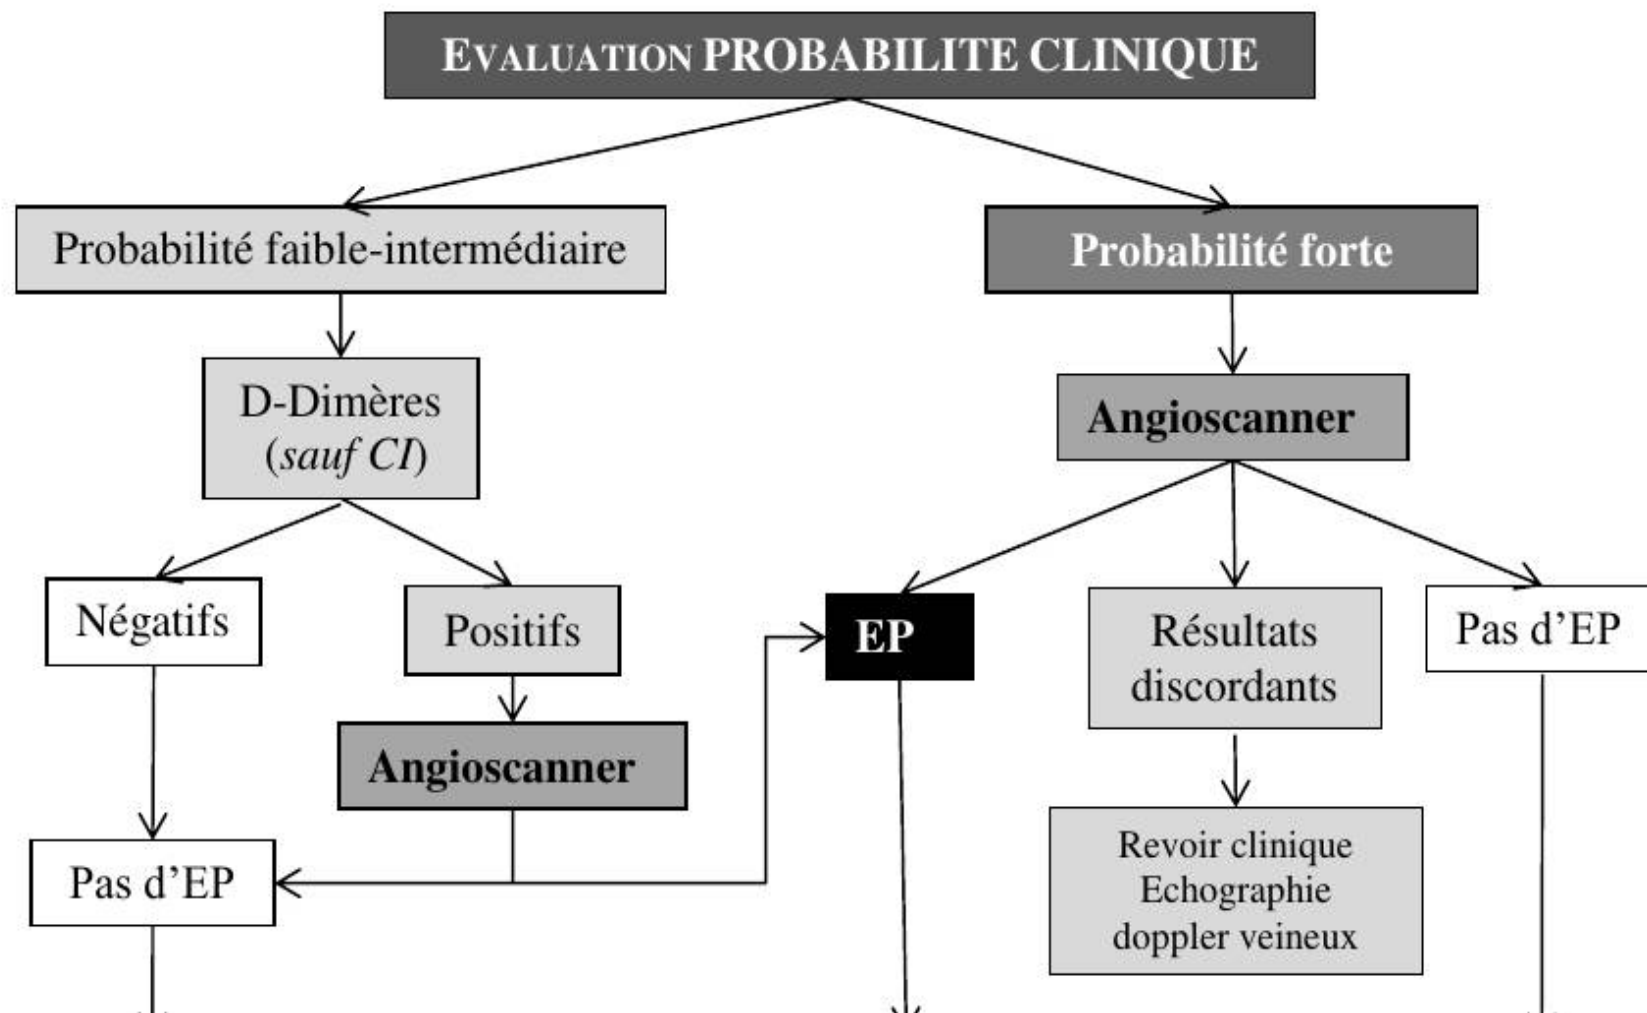 EVALUATION PROBABILITE CLINIQUE
Probabilité faible-intermédiaire
Probabilité forte
D-Dimères
(sauf CI)
Angioscanner
Négatifs
Positifs
EP
Résultats
discordants
Pas d’EP
Angioscanner
Pas d’EP
Revoir clinique
Echographie
doppler veineux